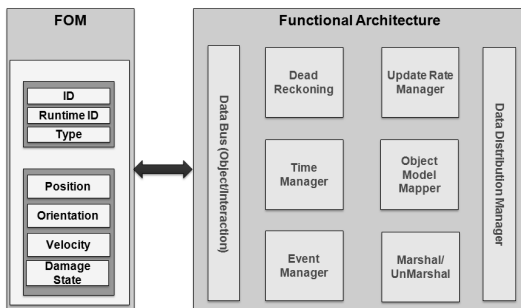 FOM
ID
Runtime ID
Type
Position
Orientation
Velocity
Damage
State
Functional Architecture
Data Bus (Object/Interaction)
Dead
Reckoning
Update Rate
Manager
Time
Manager
Object
Model
Mapper
Event
Manager
Marshal/
UnMarshal
Data Distribution Manager